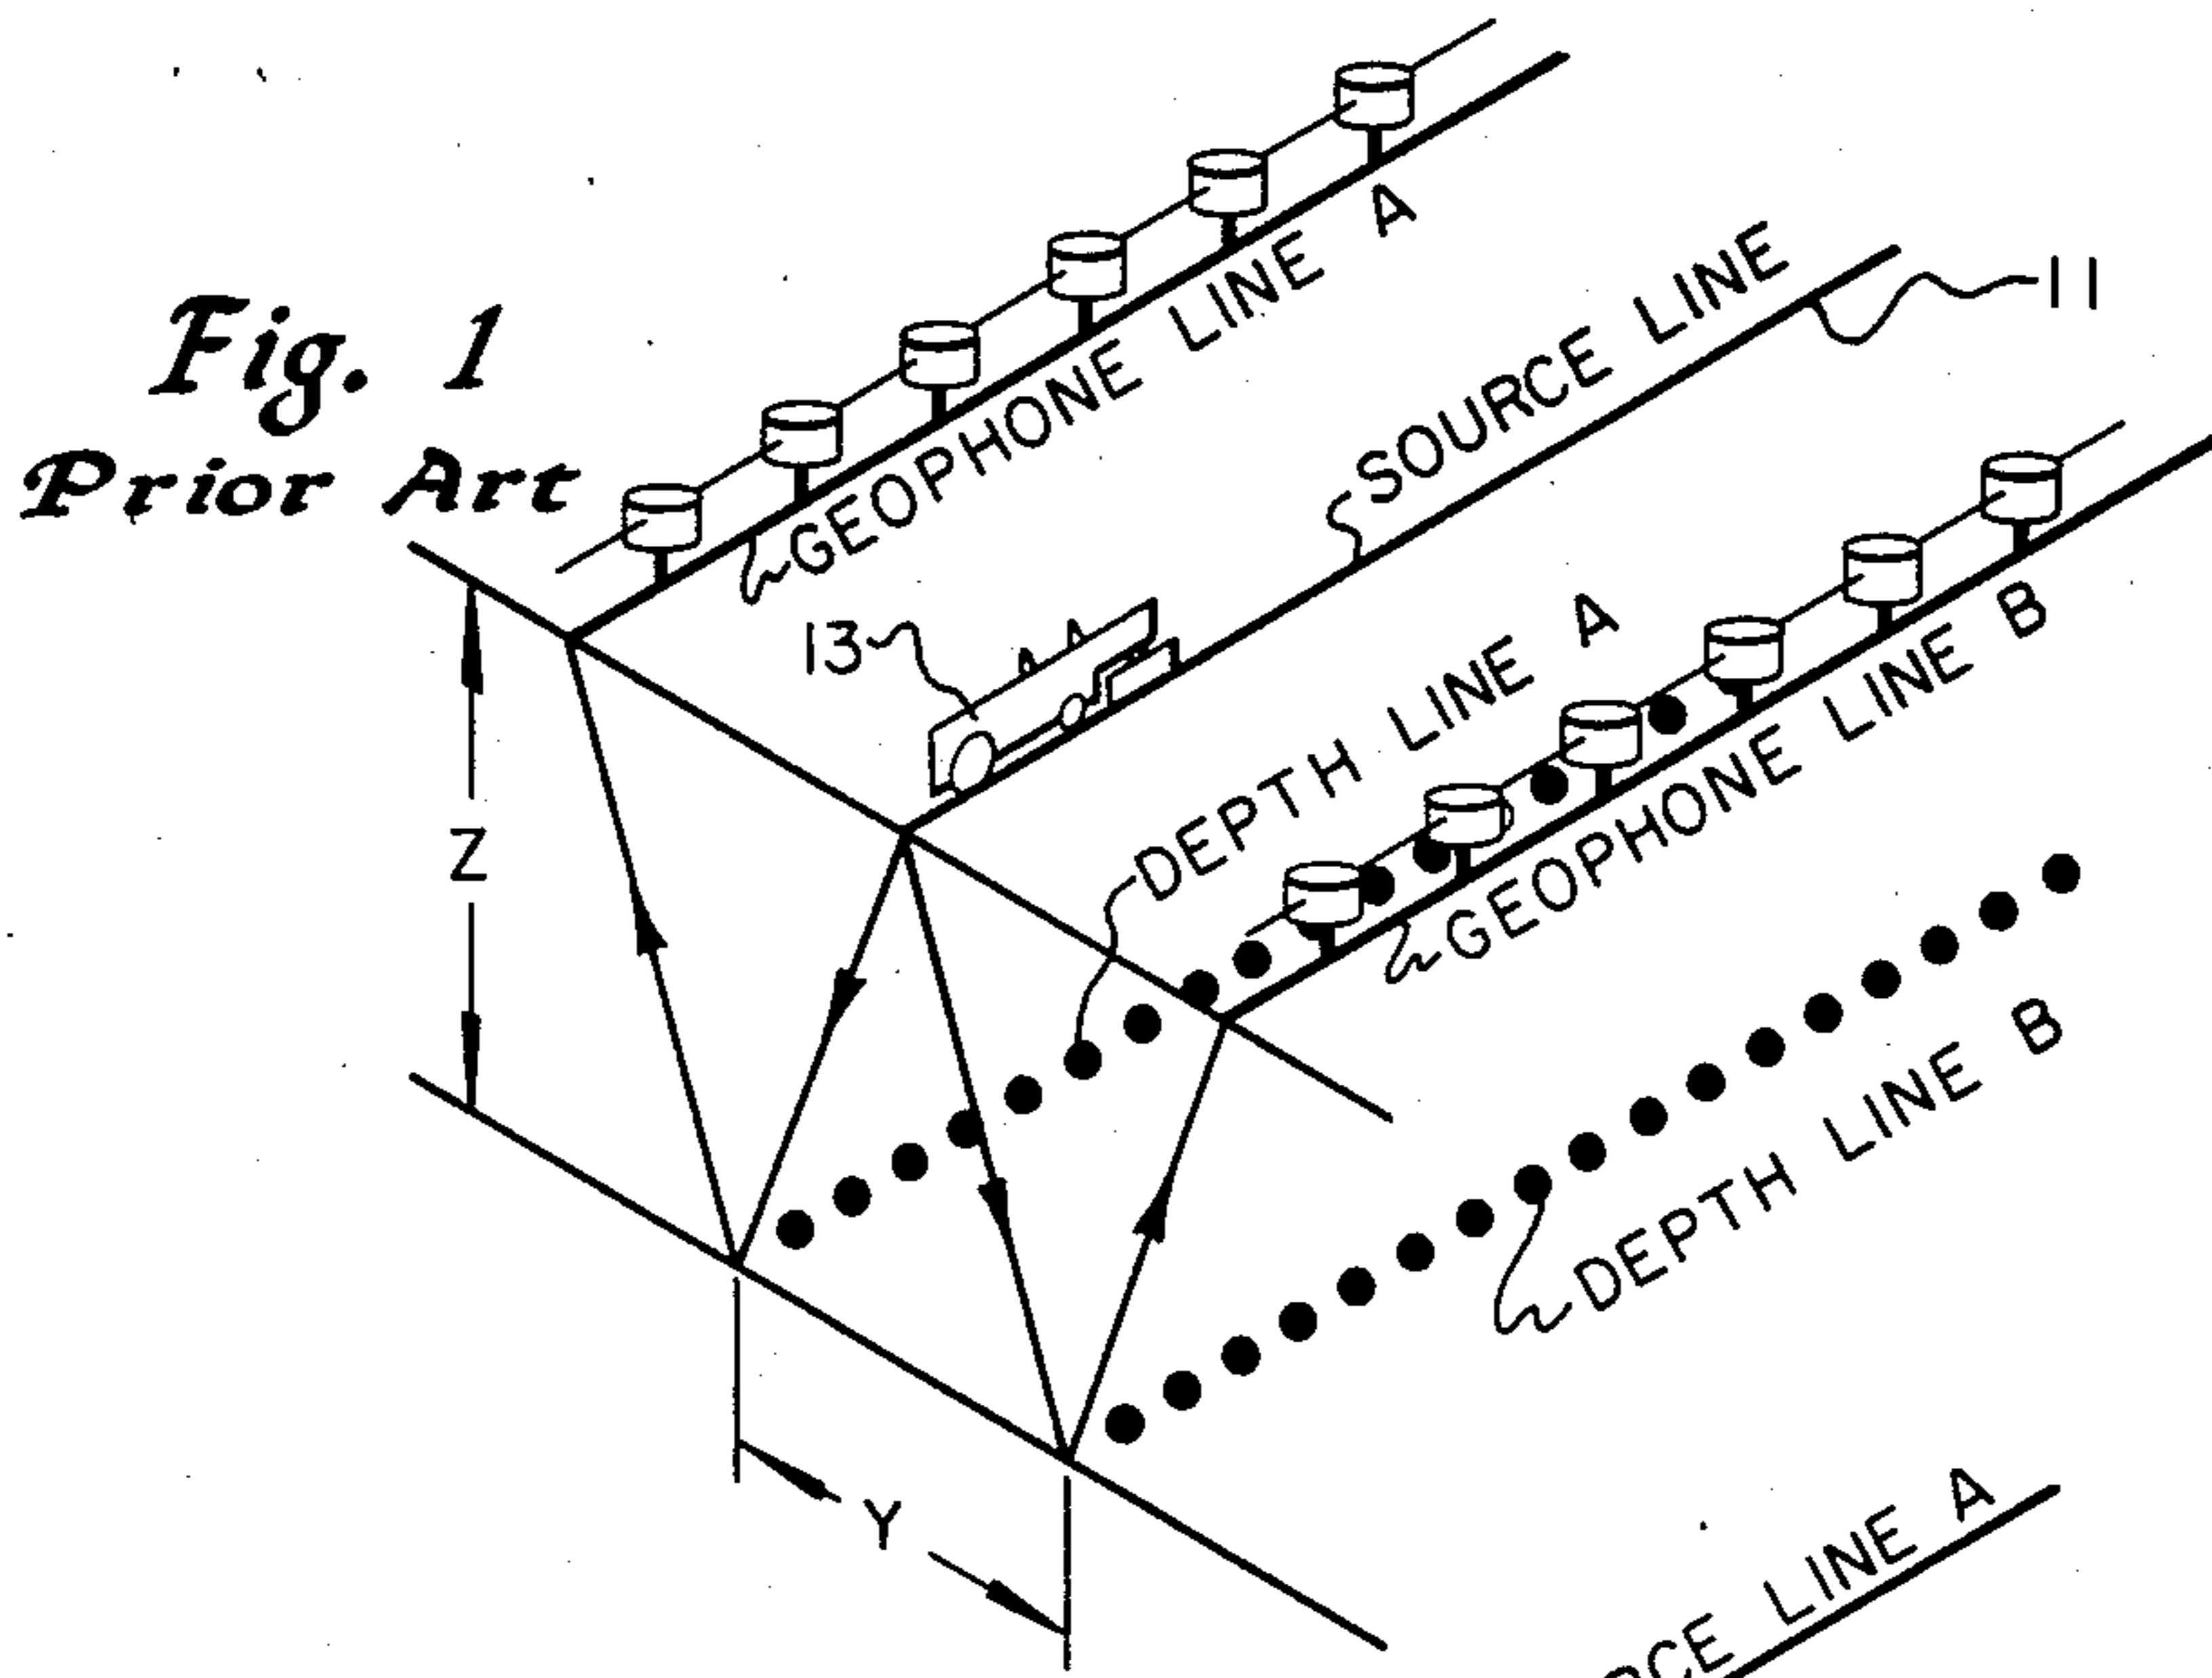 Fig. 1
Prior Art
GEOPHONE LINE A
SOURCE LINE
11
13
DEPTH LINE A
GEOPHONE LINE B
Z
DEPTH LINE B
Y
LINE A